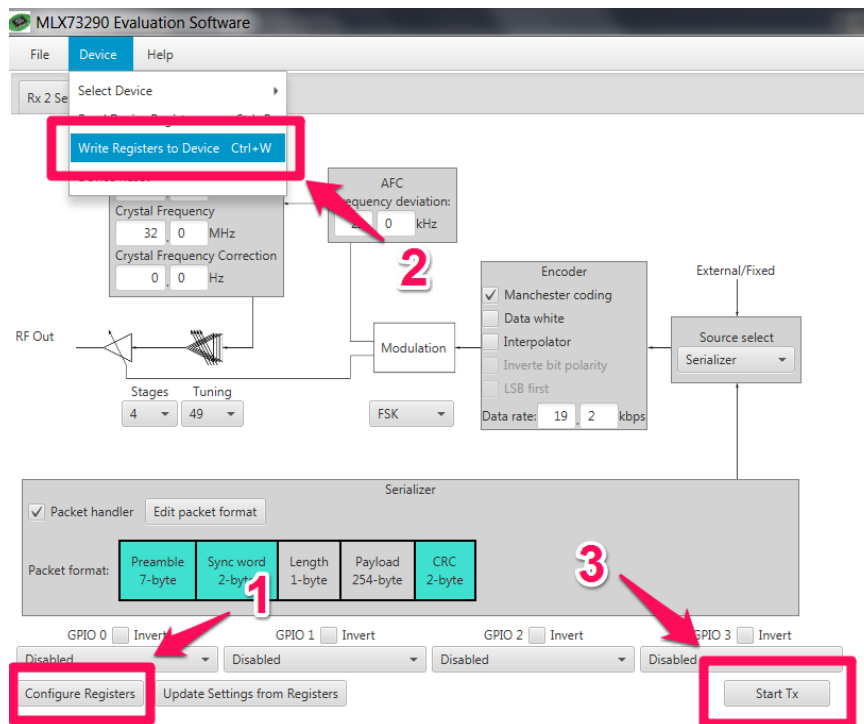 MLX73290 Evaluation Software
File Device Help
Rx 2 Se
Select Device
Write Registers to Device Ctrl+W
AFC
equency deviation:
0 kHz
Crystal Frequency
32 . 0 MHz
Crystal Frequency Correction
0 . 0 Hz
2
Encoder
Manchester coding
Data white
Interpolator
Inverte bit polarity
LSB first
Data rate: 19 . 2 kbps
External/Fixed
Source select
Serializer
RF Out
Modulation
FSK
Stages Tuning
4 49
Serializer
Packet handler Edit packet format
Packet format:
Preamble 7-byte
Sync word 2-byte
Length 1-byte
Payload 254-byte
CRC 2-byte
1
3
GPIO 0 Invert GPIO 1 Invert GPIO 2 Invert GPIO 3 Invert
Disabled Disabled Disabled Disabled
Configure Registers Update Settings from Registers Start Tx